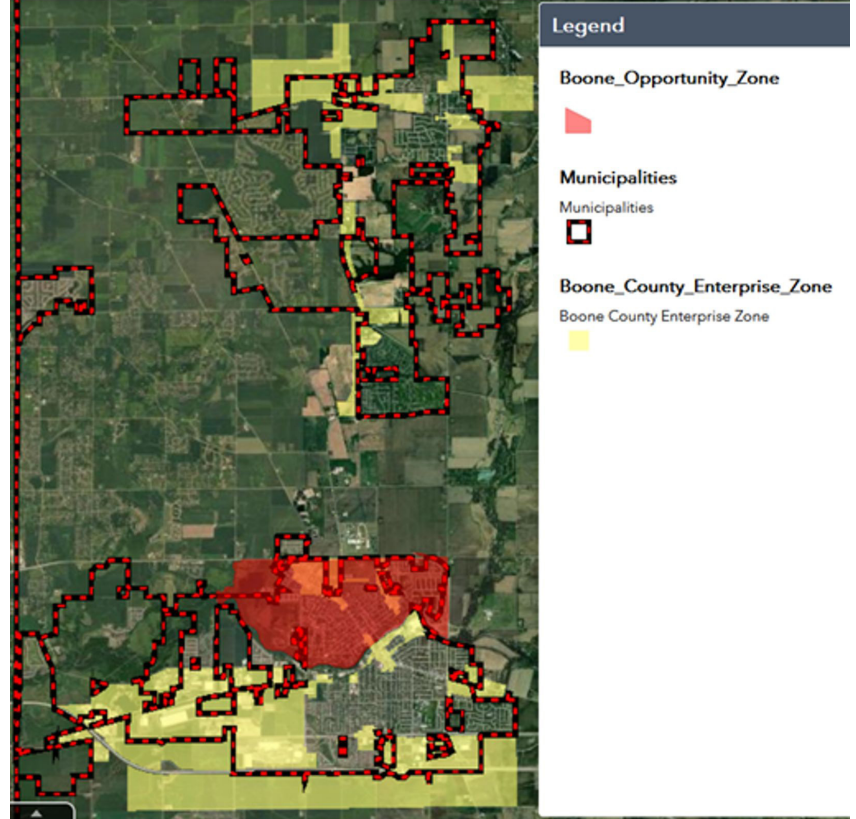 Legend
Boone_Opportunity_Zone
Municipalities
Municipalities
Boone_County_Enterprise_Zone
Boone County Enterprise Zone